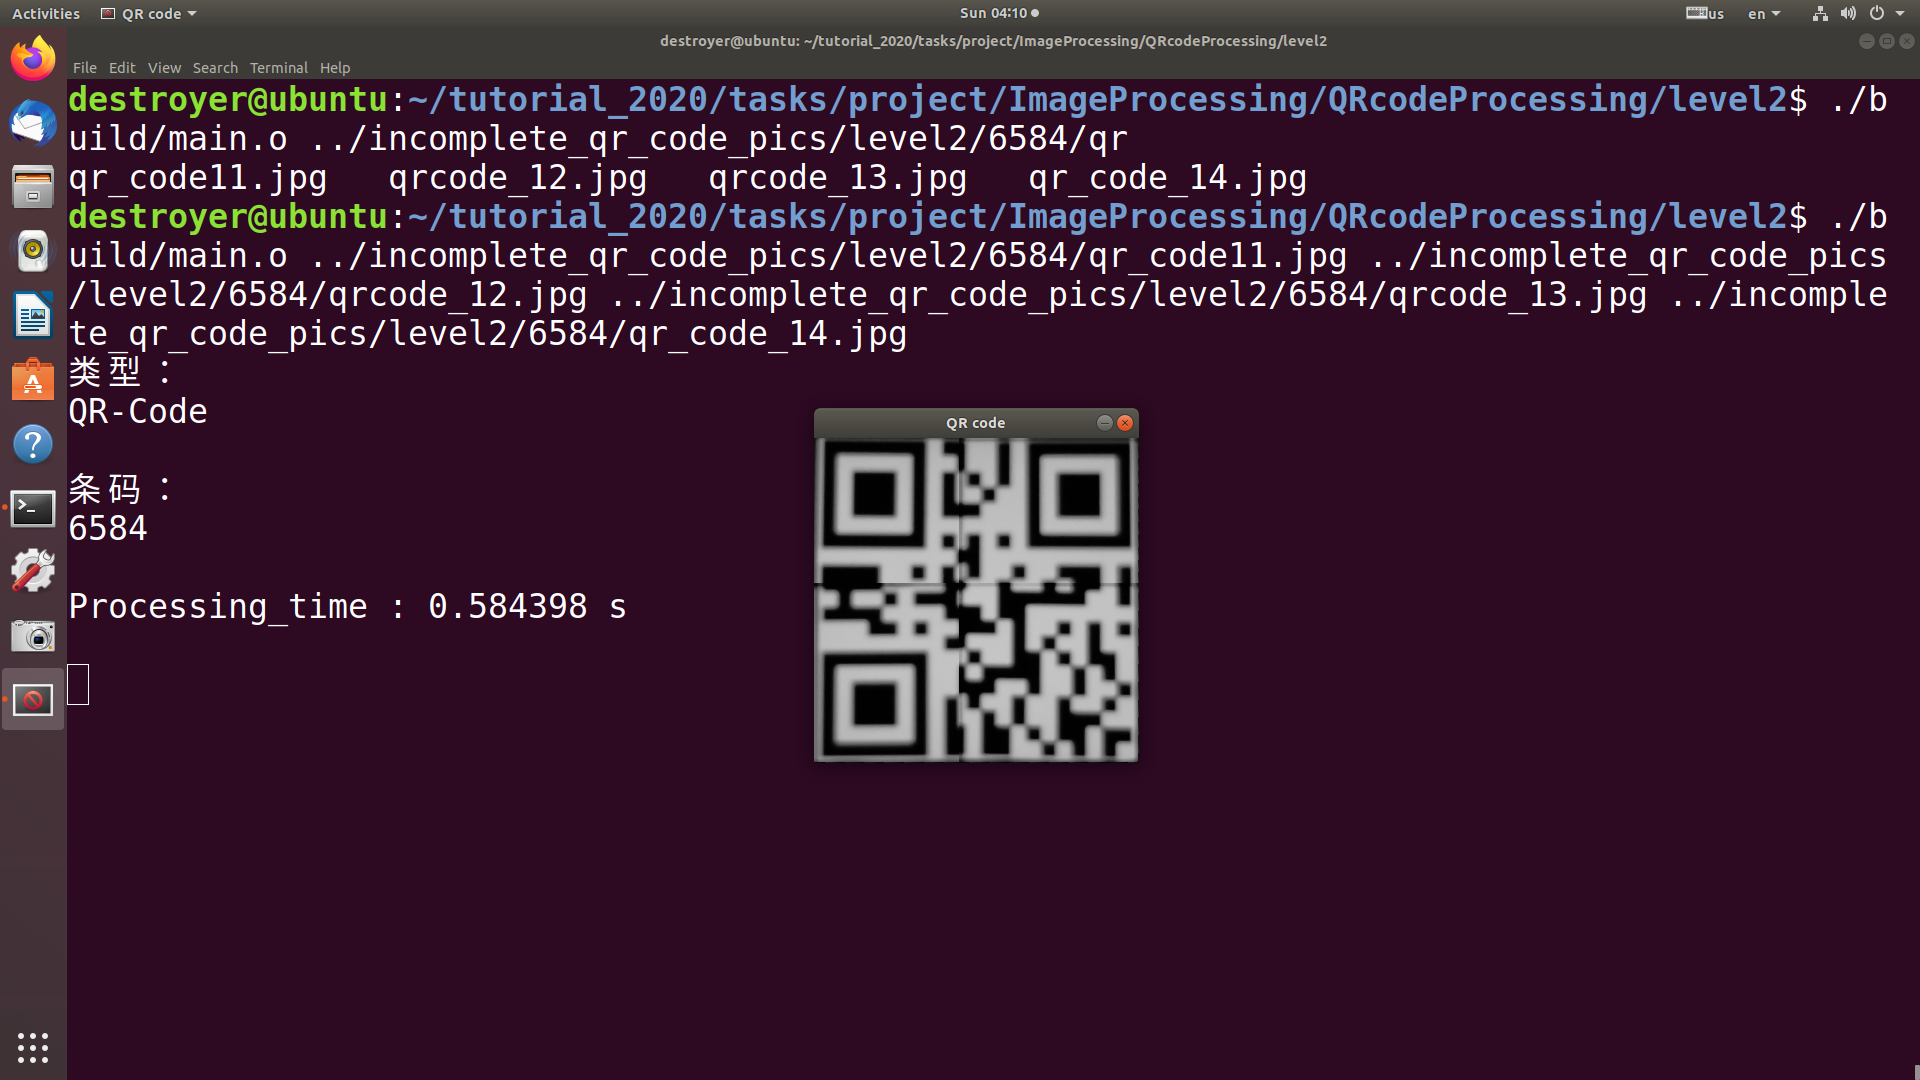 Activities QR code Sun 04:10 us en
destroyer@ubuntu: ~/tutorial_2020/tasks/project/ImageProcessing/QRcodeProcessing/level2
File Edit View Search Terminal Help
destroyer@ubuntu:~/tutorial_2020/tasks/project/ImageProcessing/QRcodeProcessing/level2$ ./b
uild/main.o ../incomplete_qr_code_pics/level2/6584/qr
qr_code11.jpg qrcode_12.jpg qrcode_13.jpg qr_code_14.jpg
destroyer@ubuntu:~/tutorial_2020/tasks/project/ImageProcessing/QRcodeProcessing/level2$ ./b
uild/main.o ../incomplete_qr_code_pics/level2/6584/qr_code11.jpg ../incomplete_qr_code_pics
/level2/6584/qrcode_12.jpg ../incomplete_qr_code_pics/level2/6584/qrcode_13.jpg ../incomple
te_qr_code_pics/level2/6584/qr_code_14.jpg
类型：
QR-Code
条码：
6584
Processing_time : 0.584398 s
QR code